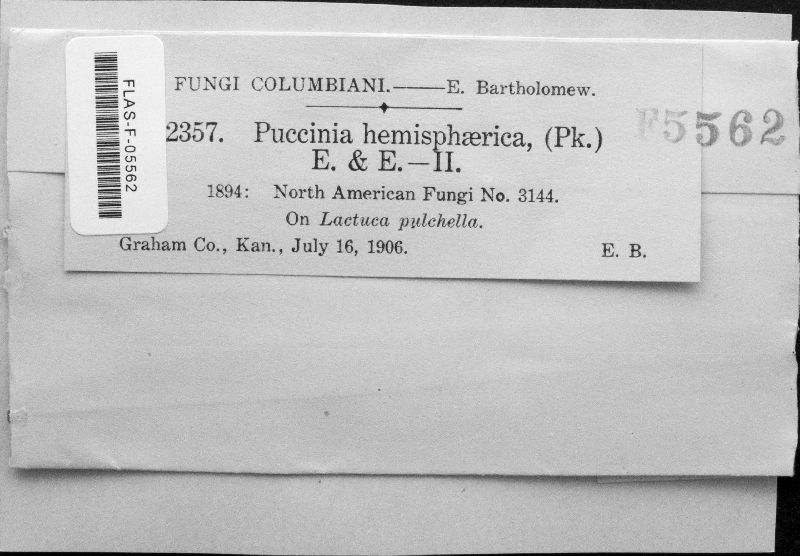 FUNGI COLUMBIANI.——E. Bartholomew.
2357. Puccinia hemisphærica, (Pk.)
E. & E.—II.
1894: North American Fungi No. 3144.
On Lactuca pulchella.
Graham Co., Kan., July 16, 1906. E. B.
FLAS-F-05562
F5562